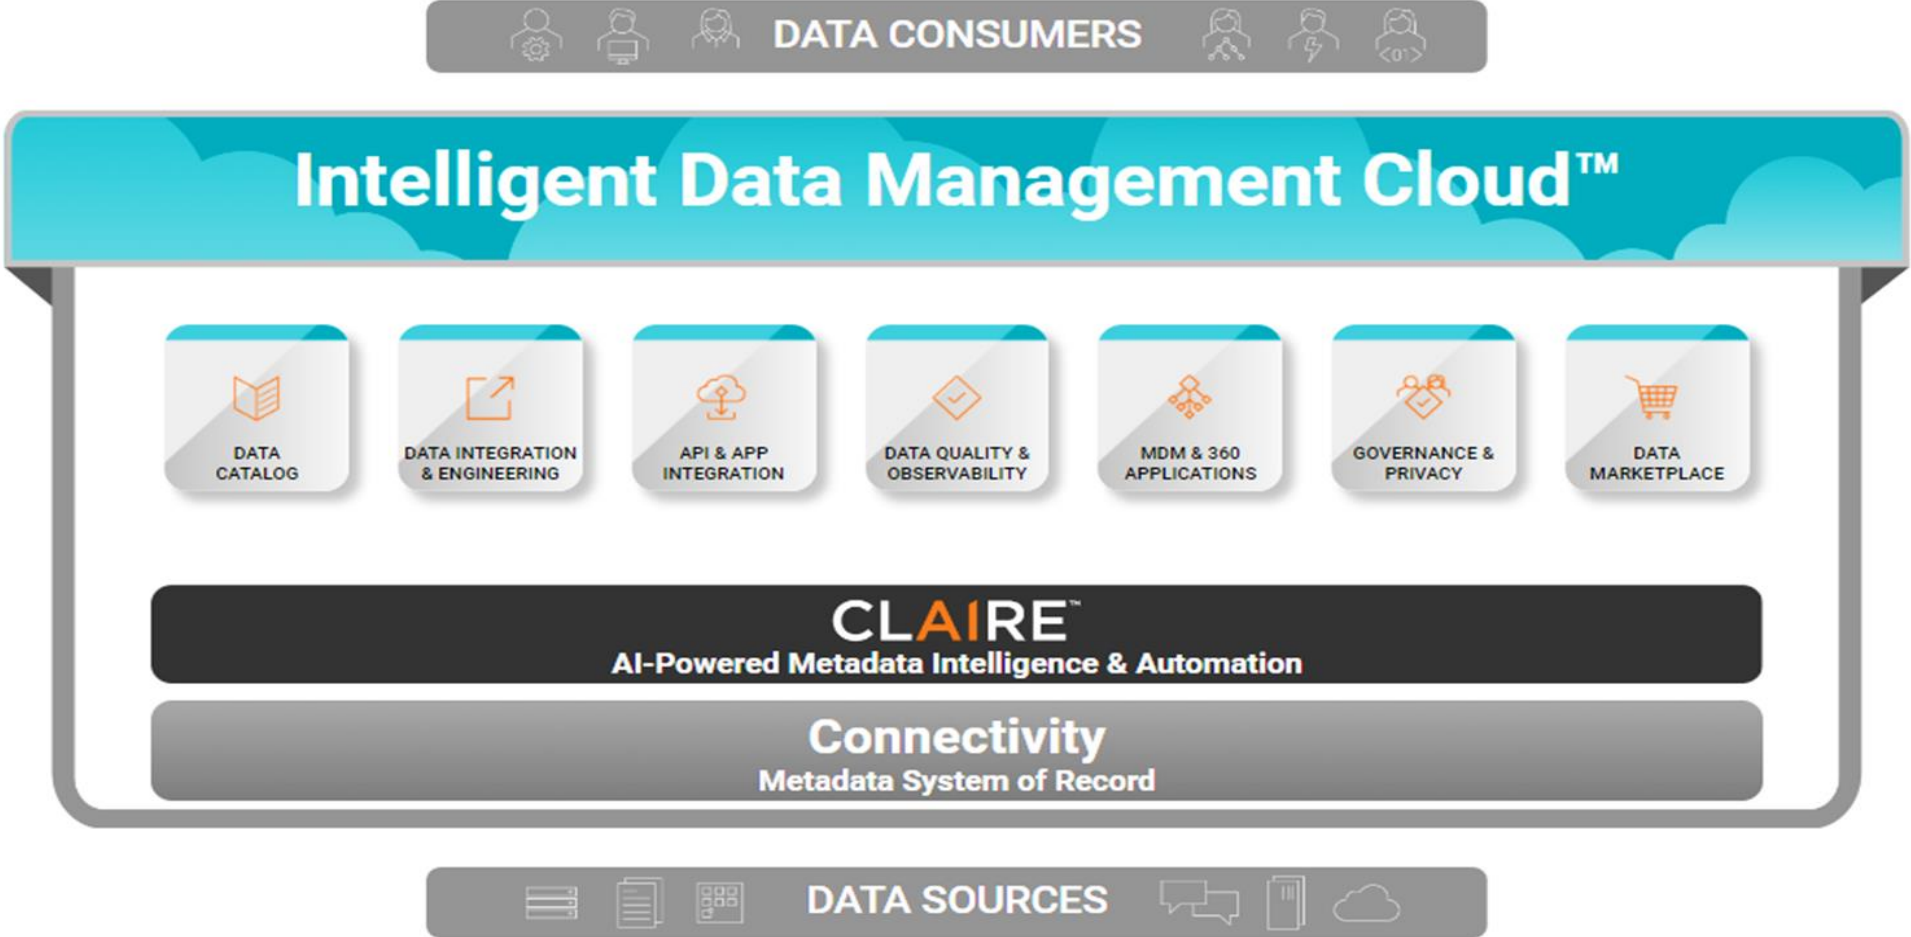 DATA CONSUMERS
Intelligent Data Management Cloud™
DATA
CATALOG
DATA INTEGRATION
& ENGINEERING
API & APP
INTEGRATION
DATA QUALITY &
OBSERVABILITY
MDM & 360
APPLICATIONS
GOVERNANCE &
PRIVACY
DATA
MARKETPLACE
CLAIRE™
AI-Powered Metadata Intelligence & Automation
Connectivity
Metadata System of Record
DATA SOURCES